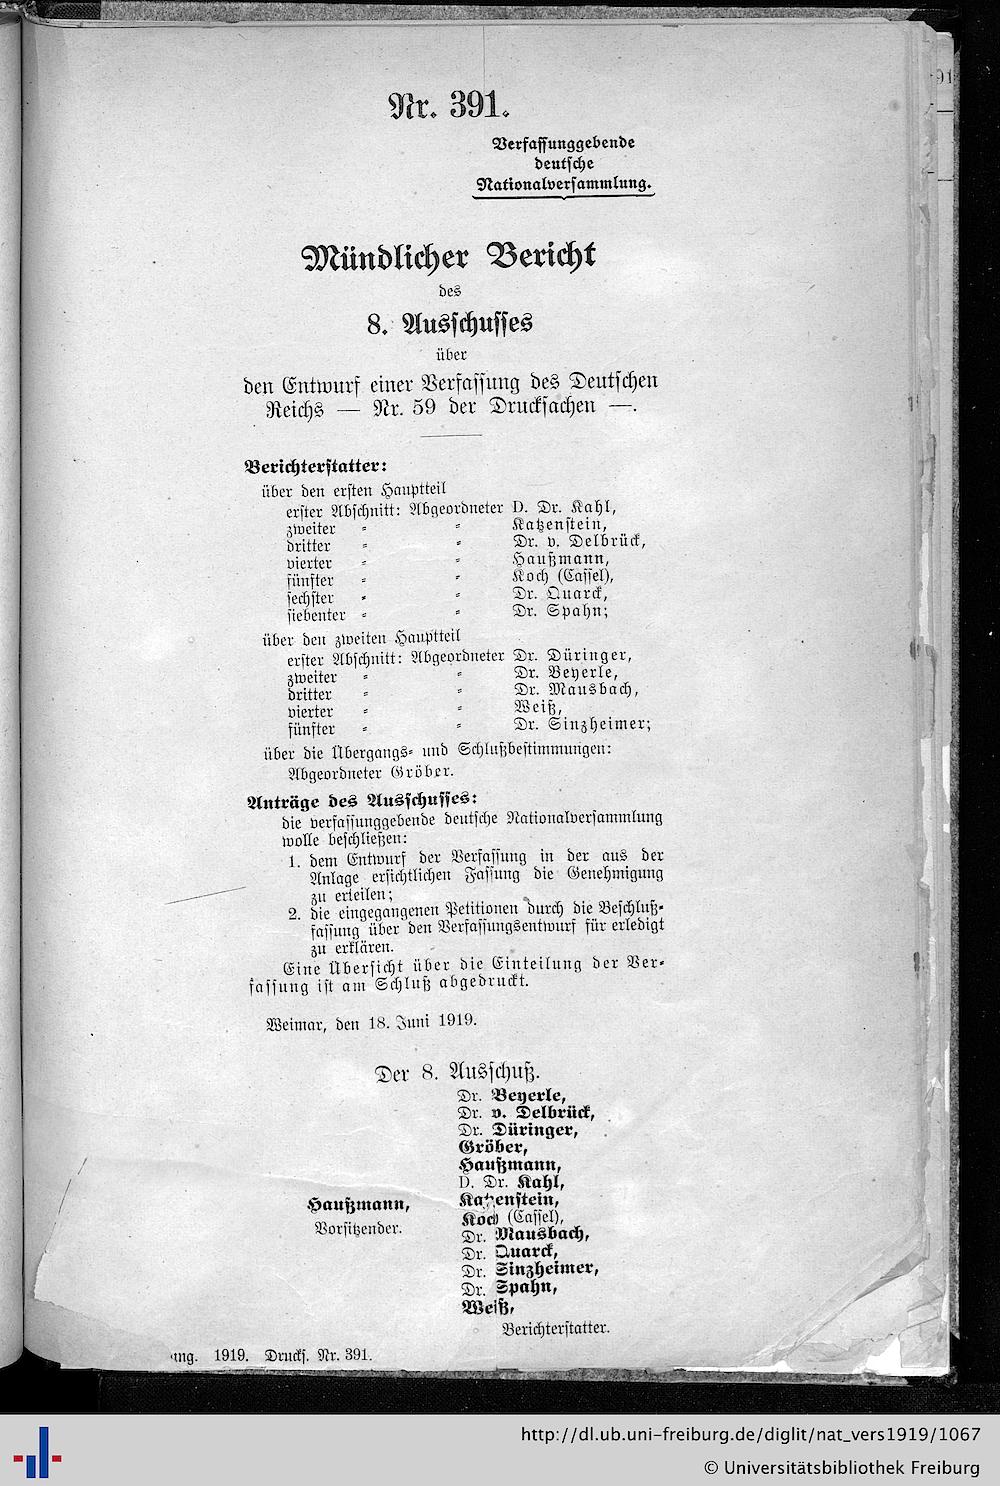 Nr. 391.
Verfassunggebende
deutsche
Nationalversammlung.
Mündlicher Bericht
des
8. Ausschusses
über
den Entwurf einer Verfassung des Deutschen
Reichs — Nr. 59 der Drucksachen —.
Berichterstatter:
über den ersten Hauptteil
erster Abschnitt: Abgeordneter D. Dr. Kahl,
zweiter = = Katzenstein,
dritter = = Dr. v. Delbrück,
vierter = = Haußmann,
fünfter = = Koch (Cassel),
sechster = = Dr. Quarck,
siebenter = = Dr. Spahn;
über den zweiten Hauptteil
erster Abschnitt: Abgeordneter Dr. Düringer,
zweiter = = Dr. Beyerle,
dritter = = Dr. Mausbach,
vierter = = Weiß,
fünfter = = Dr. Sinzheimer;
über die Übergangs= und Schlußbestimmungen:
Abgeordneter Gröber.
Anträge des Ausschusses:
die verfassunggebende deutsche Nationalversammlung
wolle beschließen:
1. dem Entwurf der Verfassung in der aus der
Anlage ersichtlichen Fassung die Genehmigung
zu erteilen;
2. die eingegangenen Petitionen durch die Beschluß=
fassung über den Verfassungsentwurf für erledigt
zu erklären.
Eine Übersicht über die Einteilung der Ver=
fassung ist am Schluß abgedruckt.
Weimar, den 18. Juni 1919.
Der 8. Ausschuß.
Dr. Beyerle,
Dr. v. Delbrück,
Dr. Düringer,
Gröber,
Haußmann,
D. Dr. Kahl,
Haußmann, Katzenstein,
Vorsitzender. Koch (Cassel),
Dr. Mausbach,
Dr. Quarck,
Dr. Sinzheimer,
Dr. Spahn,
Weiß,
Berichterstatter.
ung. 1919. Drucks. Nr. 391.
http://dl.ub.uni-freiburg.de/diglit/nat_vers1919/1067
© Universitätsbibliothek Freiburg